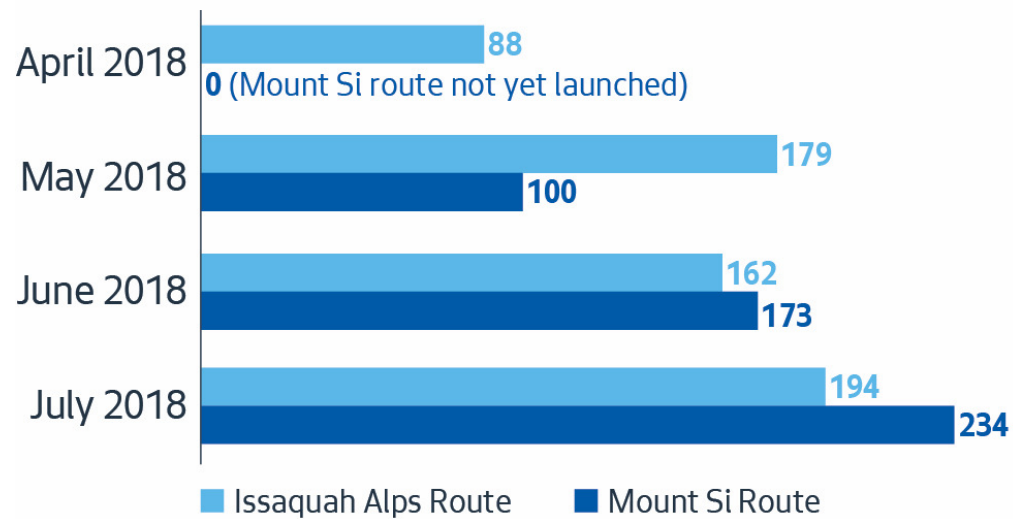 April 2018
88
0 (Mount Si route not yet launched)
May 2018
179
100
June 2018
162
173
July 2018
194
234
Issaquah Alps Route
Mount Si Route